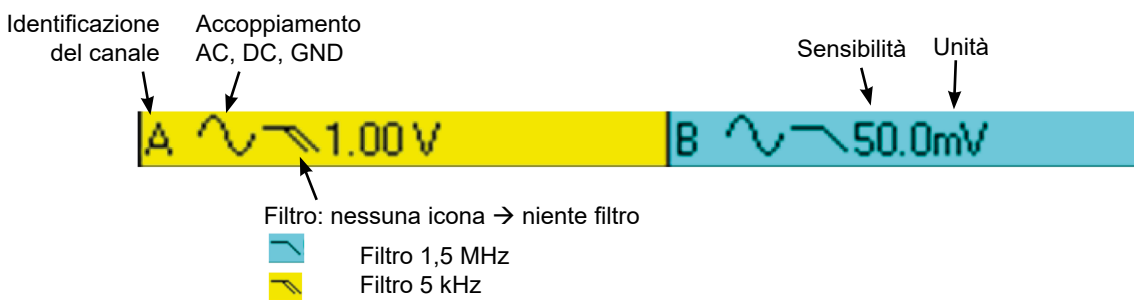 Identificazione
del canale
Accoppiamento
AC, DC, GND
Sensibilità
Unità
A 1.00 V
B 50.0mV
Filtro: nessuna icona → niente filtro
Filtro 1,5 MHz
Filtro 5 kHz